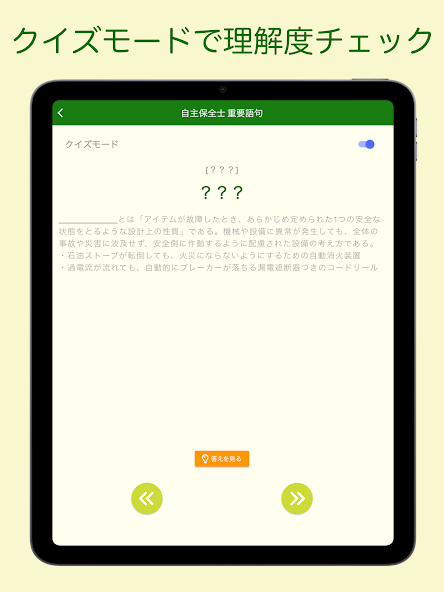 クイズモードで理解度チェック
自主保全士 重要語句
クイズモード
[？？？]
？？？
____________とは「アイテムが故障したとき、あらかじめ定められた1つの安全な
状態をとるような設計上の性質」である。機械や設備に異常が発生しても、全体の
事故や災害に波及せず、安全側に作動するように配慮された設備の考え方である。
・石油ストーブが転倒しても、火災にならないようにするための自動消火装置
・過電流が流れても、自動的にブレーカーが落ちる漏電遮断器つきのコードリール
答えを見る